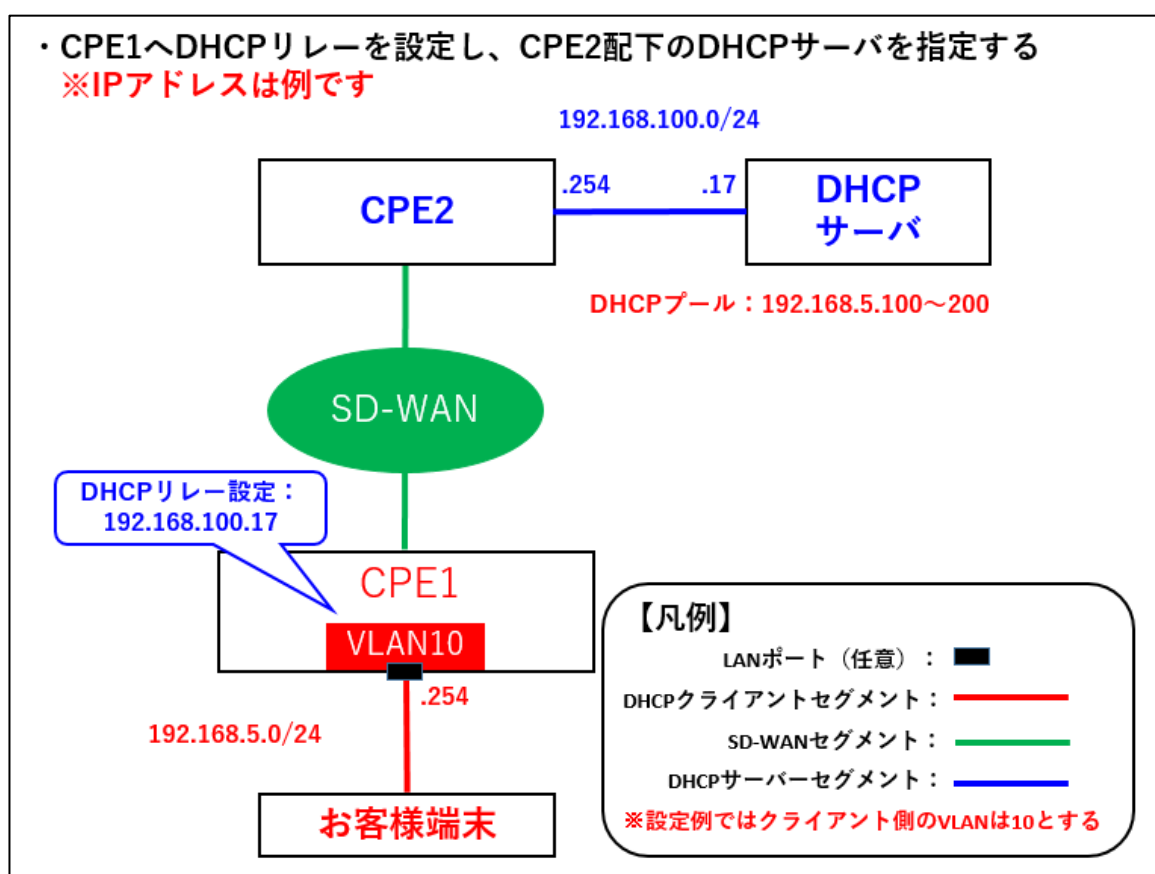 ・CPE1へDHCPリレーを設定し、CPE2配下のDHCPサーバを指定する
※IPアドレスは例です
192.168.100.0/24
CPE2
.254
.17
DHCP
サーバ
DHCPプール：192.168.5.100～200
SD-WAN
DHCPリレー設定：
192.168.100.17
CPE1
VLAN10
.254
192.168.5.0/24
お客様端末
【凡例】
LANポート（任意）：
DHCPクライアントセグメント：
SD-WANセグメント：
DHCPサーバーセグメント：
※設定例ではクライアント側のVLANは10とする